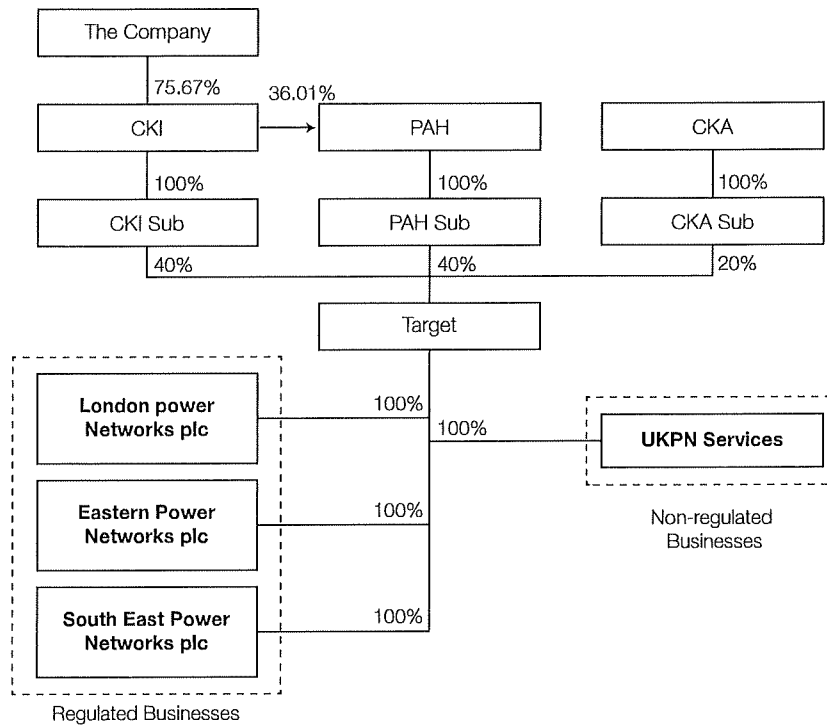 The Company
75.67%
36.01%
CKI
PAH
CKA
100%
100%
100%
CKI Sub
PAH Sub
CKA Sub
40%
40%
20%
Target
London power
Networks plc
100%
100%
UKPN Services
Eastern Power
Networks plc
100%
Non-regulated
Businesses
South East Power
Networks plc
100%
Regulated Businesses